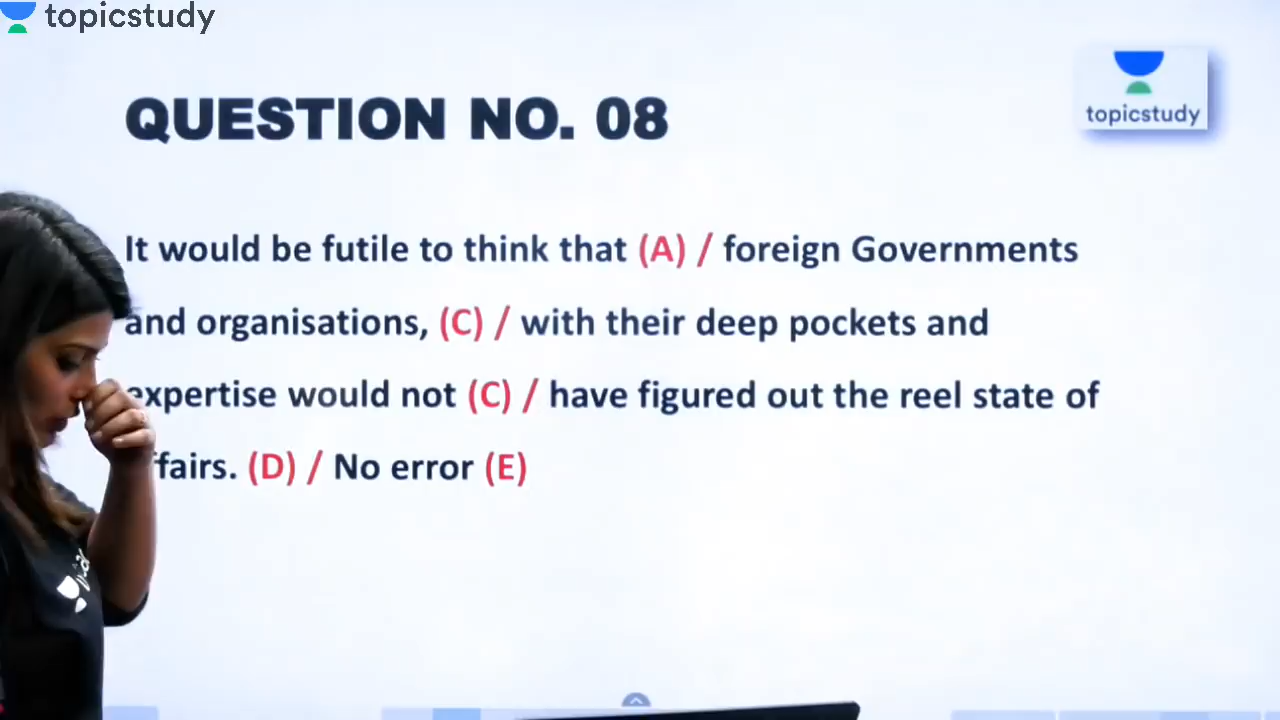 topicstudy
QUESTION NO. 08
topicstudy
It would be futile to think that (A) / foreign Governments
and organisations, (C) / with their deep pockets and
expertise would not (C) / have figured out the reel state of
ffairs. (D) / No error (E)